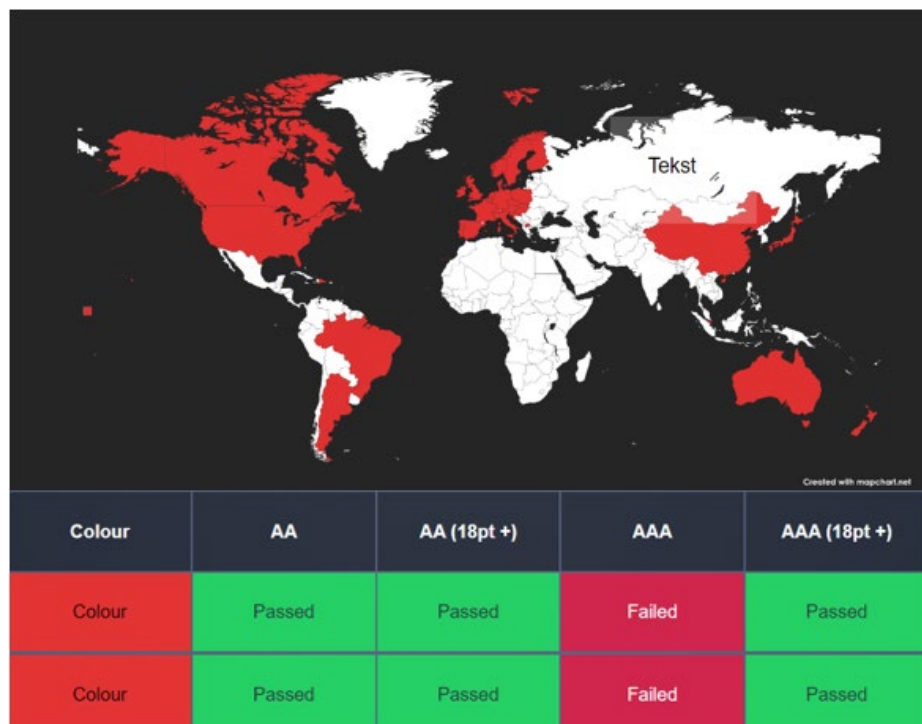 Tekst
Created with mapchart.net
Colour AA AA (18pt +) AAA AAA (18pt +)
Colour Passed Passed Failed Passed
Colour Passed Passed Failed Passed